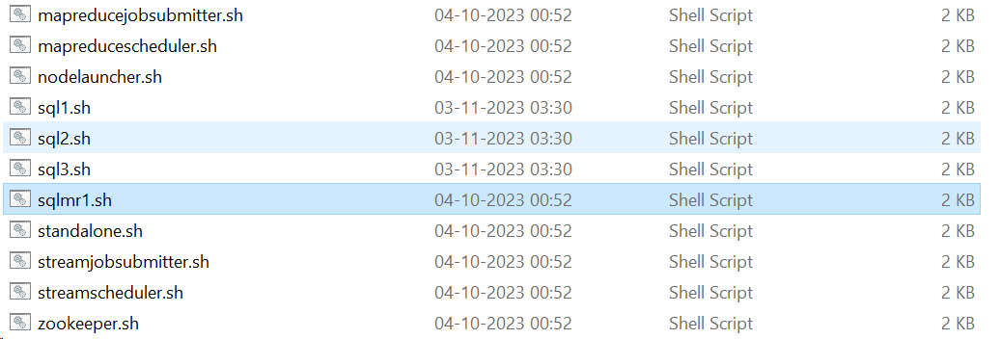 mapreducejobsubmitter.sh 04-10-2023 00:52 Shell Script 2 KB
mapreducescheduler.sh 04-10-2023 00:52 Shell Script 2 KB
nodelauncher.sh 04-10-2023 00:52 Shell Script 2 KB
sql1.sh 03-11-2023 03:30 Shell Script 2 KB
sql2.sh 03-11-2023 03:30 Shell Script 2 KB
sql3.sh 03-11-2023 03:30 Shell Script 2 KB
sqlmr1.sh 04-10-2023 00:52 Shell Script 2 KB
standalone.sh 04-10-2023 00:52 Shell Script 2 KB
streamjobsubmitter.sh 04-10-2023 00:52 Shell Script 2 KB
streamscheduler.sh 04-10-2023 00:52 Shell Script 2 KB
zookeeper.sh 04-10-2023 00:52 Shell Script 2 KB